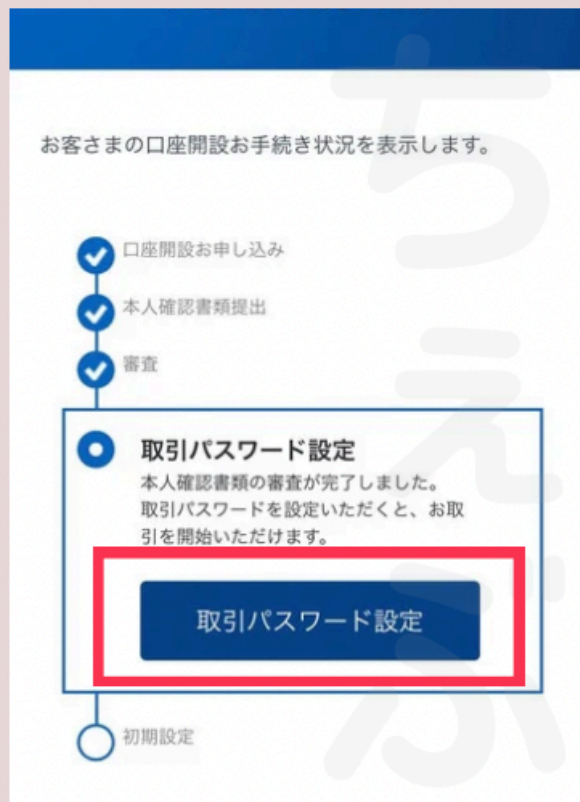 お客さまの口座開設お手続き状況を表示します。
口座開設お申し込み
本人確認書類提出
審査
取引パスワード設定
本人確認書類の審査が完了しました。
取引パスワードを設定いただくと、お取
引を開始いただけます。
取引パスワード設定
初期設定
ちえぶ